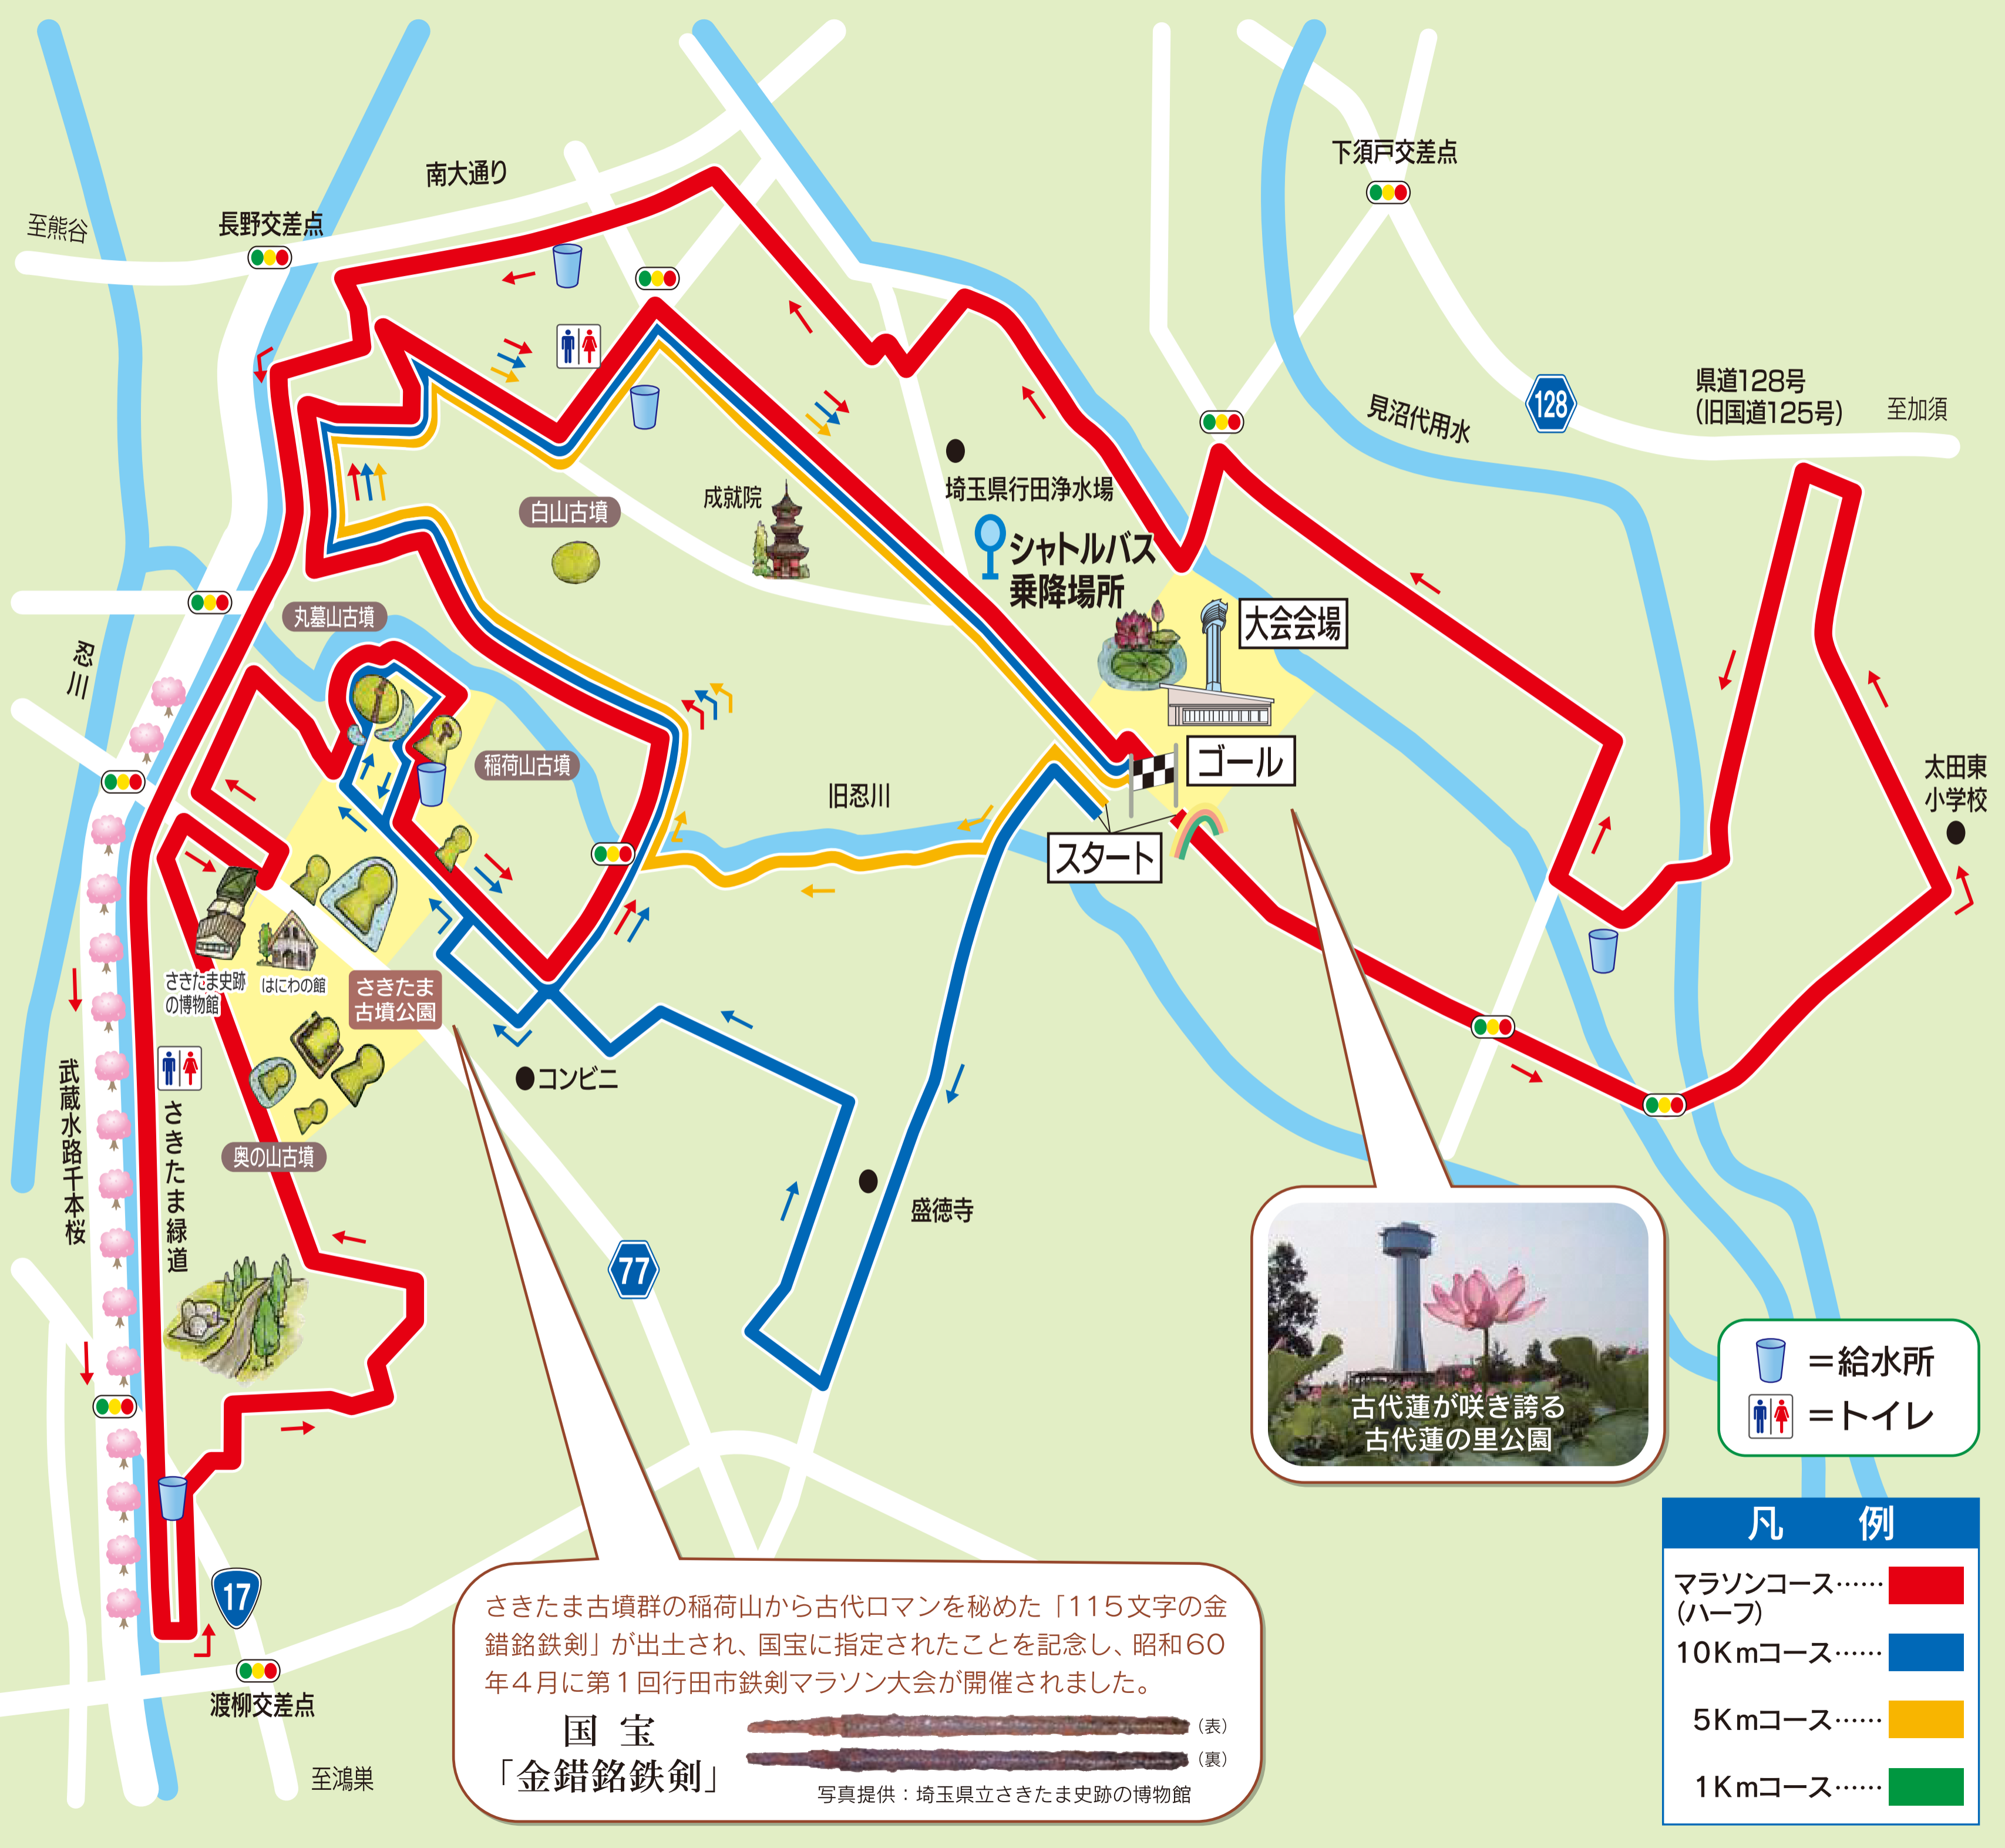 南大通り
下須戸交差点
至熊谷
長野交差点
128
県道128号
(旧国道125号)
至加須
見沼代用水
埼玉県行田浄水場
成就院
白山古墳
シャトルバス
乗降場所
大会会場
丸墓山古墳
忍川
稲荷山古墳
ゴール
旧忍川
太田東
小学校
スタート
さきたま史跡
の博物館
はにわの館
さきたま
古墳公園
コンビニ
武蔵水路千本桜
さきたま緑道
奥の山古墳
盛徳寺
77
古代蓮が咲き誇る
古代蓮の里公園
=給水所
=トイレ
凡 例
マラソンコース……
(ハーフ)
10Kmコース……
5Kmコース……
1Kmコース……
17
渡柳交差点
至鴻巣
さきたま古墳群の稲荷山から古代ロマンを秘めた「115文字の金
錯銘鉄剣」が出土され、国宝に指定されたことを記念し、昭和60
年4月に第1回行田市鉄剣マラソン大会が開催されました。
国宝
「金錯銘鉄剣」
(表)
(裏)
写真提供：埼玉県立さきたま史跡の博物館